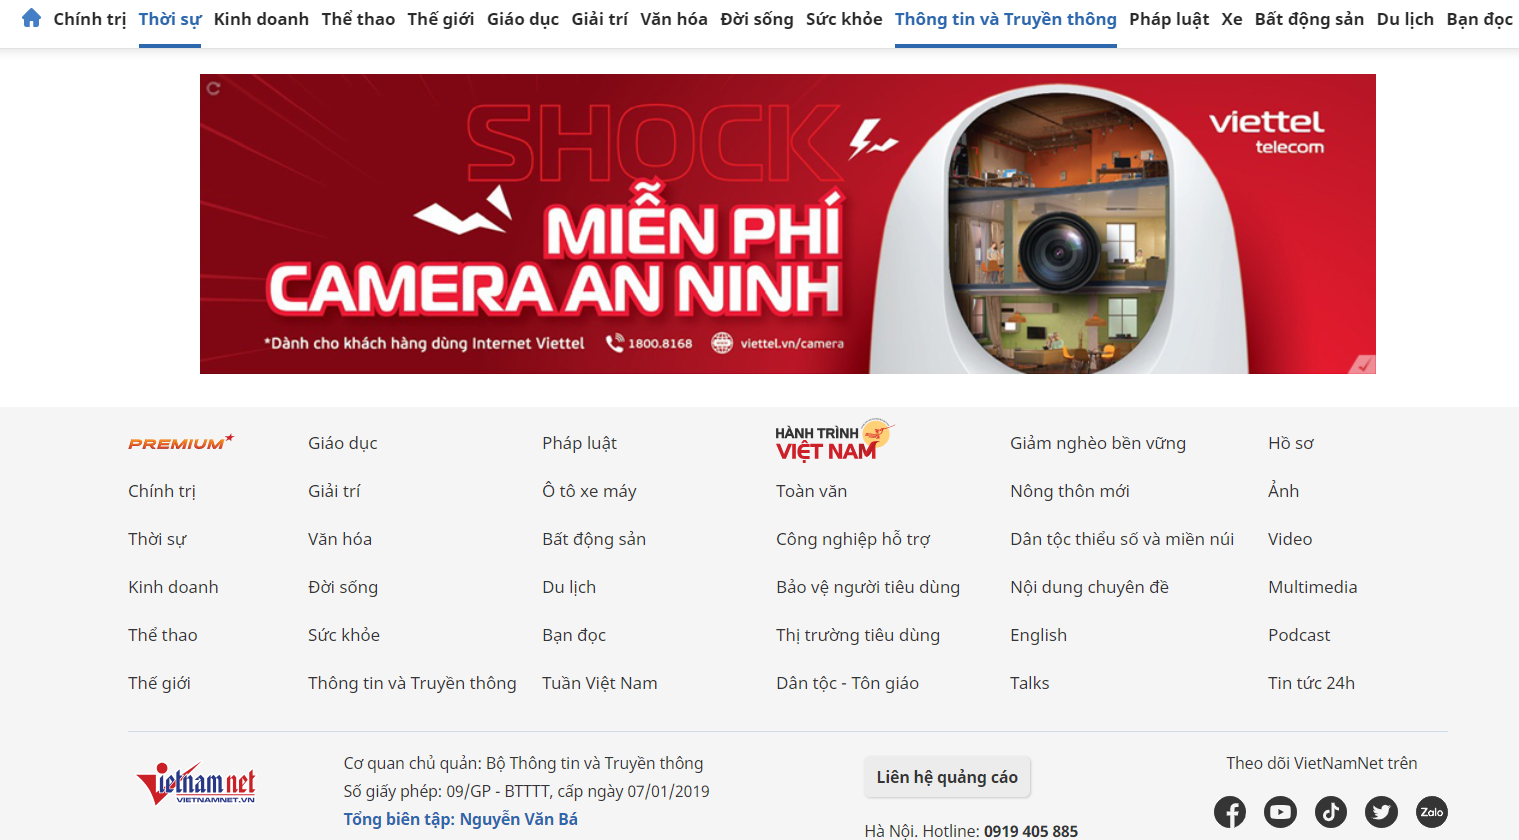 Chính trị Thời sự Kinh doanh Thể thao Thế giới Giáo dục Giải trí Văn hóa Đời sống Sức khỏe Thông tin và Truyền thông Pháp luật Xe Bất động sản Du lịch Bạn đọc
SHOCK
viettel
telecom
MIỄN PHÍ
CAMERA AN NINH
*Dành cho khách hàng dùng Internet Viettel 1800.8168 viettel.vn/camera
PREMIUM Giáo dục Pháp luật HÀNH TRÌNH VIỆT NAM Giảm nghèo bền vững Hồ sơ
Chính trị Giải trí Ô tô xe máy Toàn văn Nông thôn mới Ảnh
Thời sự Văn hóa Bất động sản Công nghiệp hỗ trợ Dân tộc thiểu số và miền núi Video
Kinh doanh Đời sống Du lịch Bảo vệ người tiêu dùng Nội dung chuyên đề Multimedia
Thể thao Sức khỏe Bạn đọc Thị trường tiêu dùng English Podcast
Thế giới Thông tin và Truyền thông Tuần Việt Nam Dân tộc - Tôn giáo Talks Tin tức 24h
Vietnamnet
VIETNAMNET.VN
Cơ quan chủ quản: Bộ Thông tin và Truyền thông
Số giấy phép: 09/GP - BTTTT, cấp ngày 07/01/2019
Tổng biên tập: Nguyễn Văn Bá
Liên hệ quảng cáo
Hà Nội. Hotline: 0919 405 885
Theo dõi VietNamNet trên
Zalo